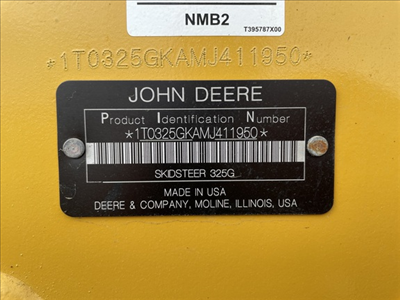 NMB2
T395787X00
*1T0325GKAMJ411950*
JOHN DEERE
Product Identification Number
*1T0325GKAMJ411950*
SKIDSTEER 325G
MADE IN USA
DEERE & COMPANY, MOLINE, ILLINOIS, USA